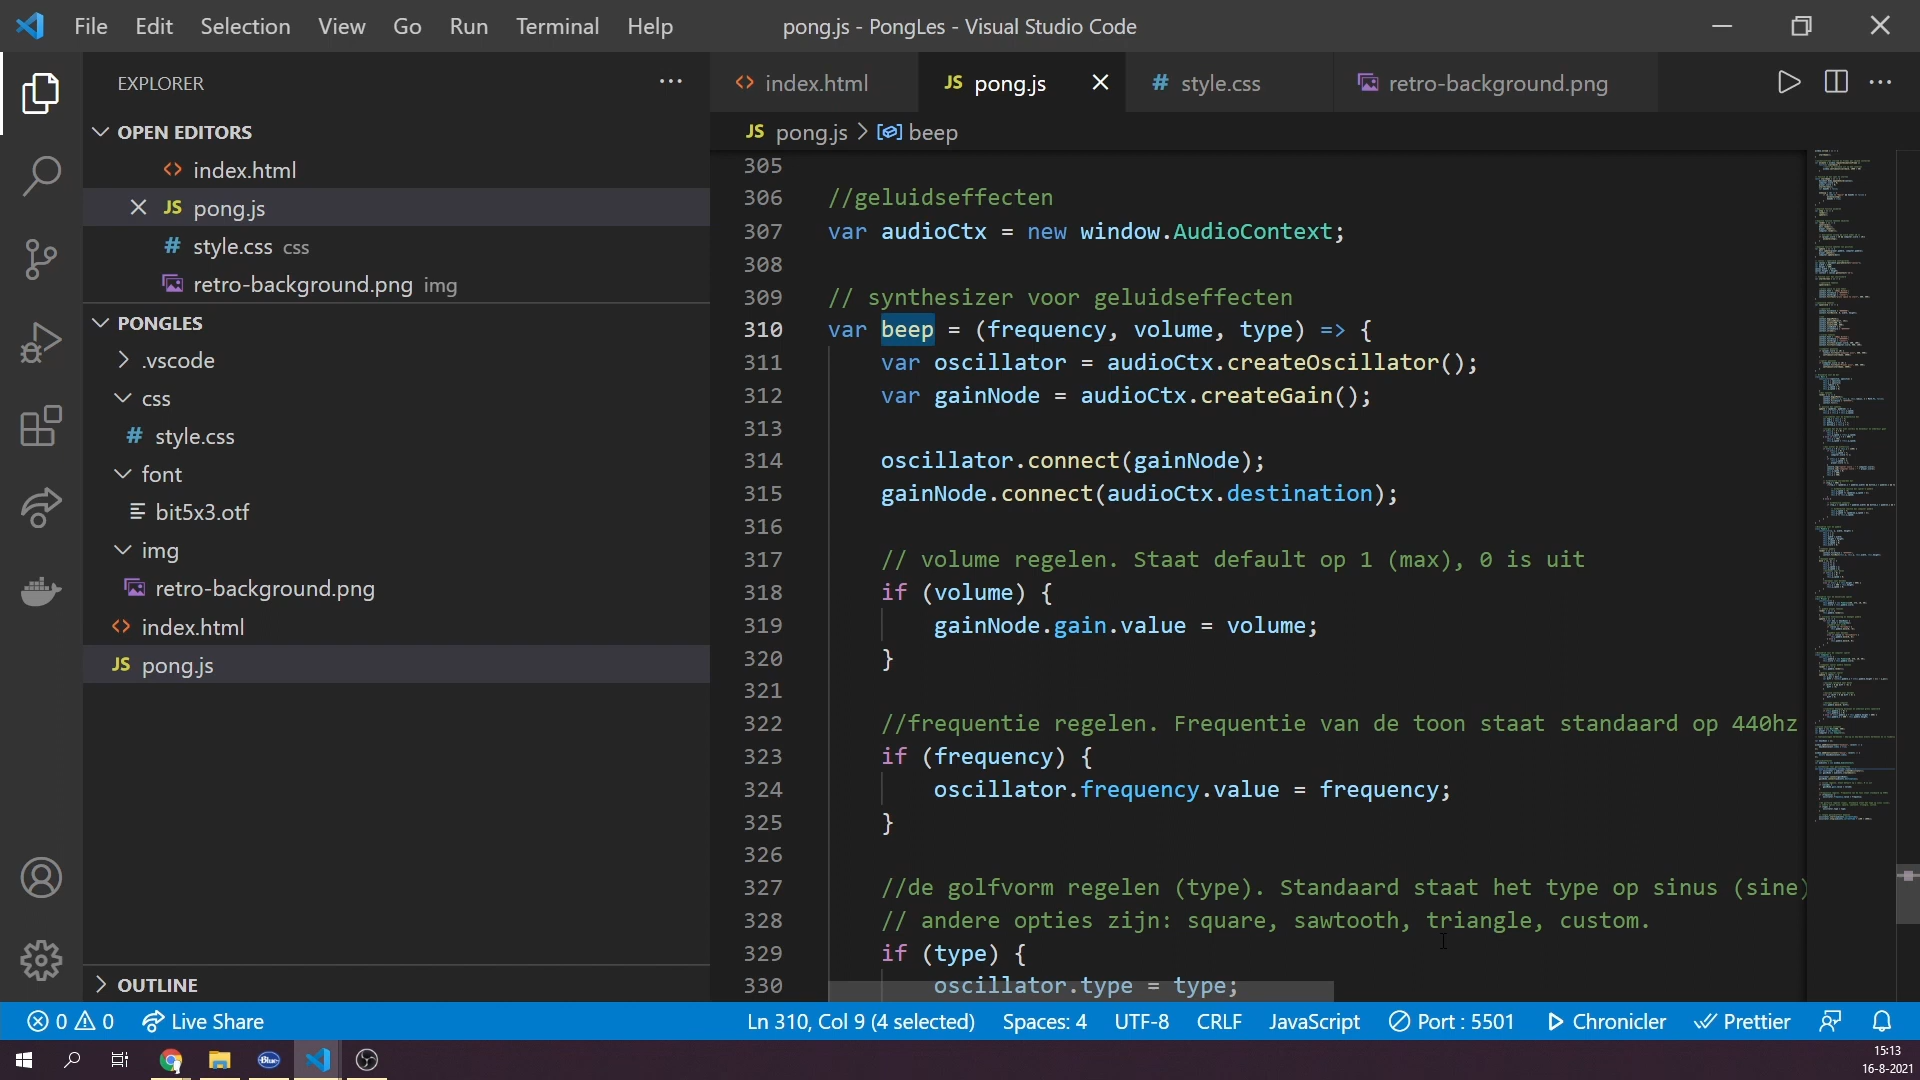 File Edit Selection View Go Run Terminal Help
pong.js - PongLes - Visual Studio Code
EXPLORER
OPEN EDITORS
<> index.html
JS pong.js
# style.css css
retro-background.png img
PONGLES
.vscode
css
# style.css
font
bit5x3.otf
img
retro-background.png
<> index.html
JS pong.js
OUTLINE
<> index.html
JS pong.js
# style.css
retro-background.png
JS pong.js > beep
305
306 //geluidseffecten
307 var audioCtx = new window.AudioContext;
308
309 // synthesizer voor geluidseffecten
310 var beep = (frequency, volume, type) => {
311 var oscillator = audioCtx.createOscillator();
312 var gainNode = audioCtx.createGain();
313
314 oscillator.connect(gainNode);
315 gainNode.connect(audioCtx.destination);
316
317 // volume regelen. Staat default op 1 (max), 0 is uit
318 if (volume) {
319 gainNode.gain.value = volume;
320 }
321
322 //frequentie regelen. Frequentie van de toon staat standaard op 440hz
323 if (frequency) {
324 oscillator.frequency.value = frequency;
325 }
326
327 //de golfvorm regelen (type). Standaard staat het type op sinus (sine)
328 // andere opties zijn: square, sawtooth, triangle, custom.
329 if (type) {
330 oscillator.type = type;
0 0 Live Share
Ln 310, Col 9 (4 selected) Spaces: 4 UTF-8 CRLF JavaScript Port : 5501 Chronicler Prettier
Blue
15:13
16-8-2021